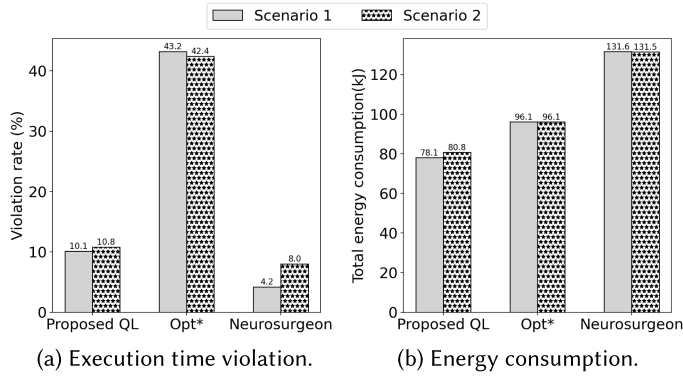 Scenario 1 Scenario 2
Violation rate (%)
40
30
20
10
0
10.1 10.8
43.2 42.4
4.2 8.0
Proposed QL Opt* Neurosurgeon
(a) Execution time violation.
Total energy consumption(kJ)
120
100
80
60
40
20
0
78.1 80.8
96.1 96.1
131.6 131.5
Proposed QL Opt* Neurosurgeon
(b) Energy consumption.